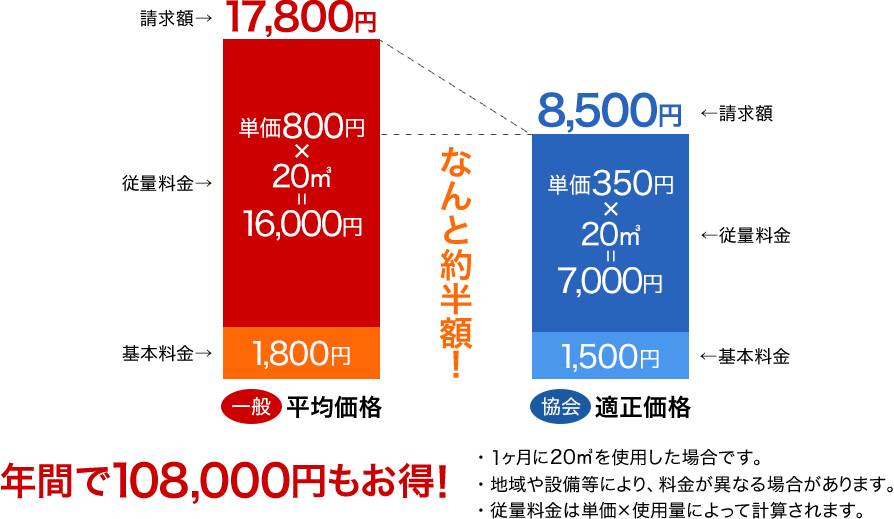 請求額→
17,800円
単価800円
×
20㎥
=
16,000円
従量料金→
基本料金→
1,800円
一般 平均価格
なんと約半額!
8,500円
←請求額
単価350円
×
20㎥
=
7,000円
←従量料金
1,500円
←基本料金
協会 適正価格
年間で108,000円もお得!
・1ヶ月に20㎥を使用した場合です。
・地域や設備等により、料金が異なる場合があります。
・従量料金は単価×使用量によって計算されます。